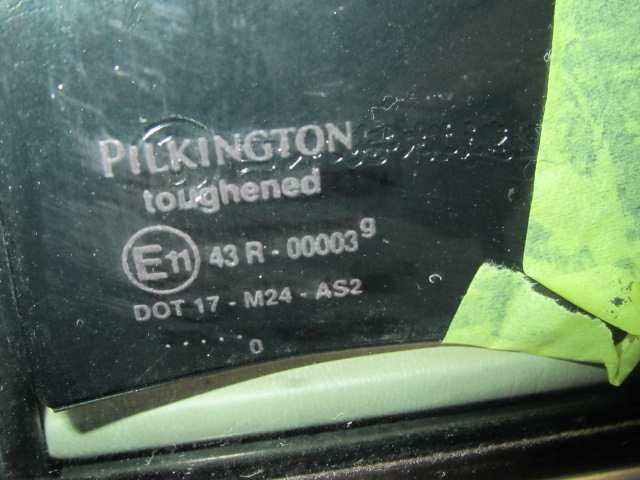 PILKINGTON
toughened
E11 43 R - 00003 g
DOT 17 - M24 - AS2
. . . . . 0